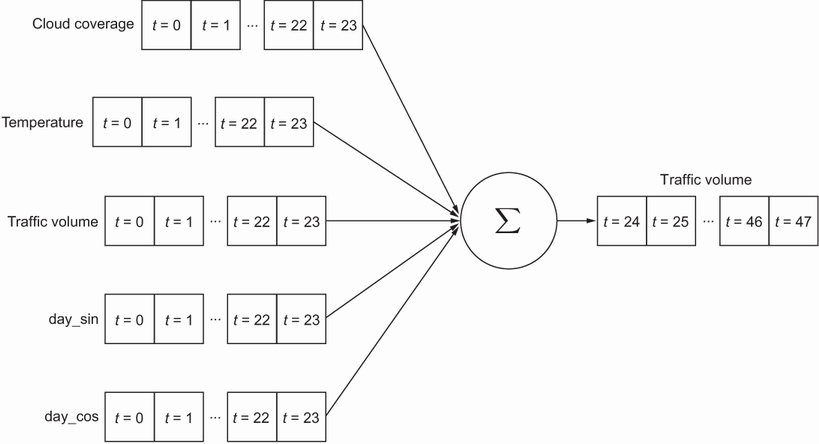 Cloud coverage t = 0 t = 1 ... t = 22 t = 23
Temperature t = 0 t = 1 ... t = 22 t = 23
Traffic volume
Traffic volume t = 0 t = 1 ... t = 22 t = 23 Σ t = 24 t = 25 ... t = 46 t = 47
day_sin t = 0 t = 1 ... t = 22 t = 23
day_cos t = 0 t = 1 ... t = 22 t = 23